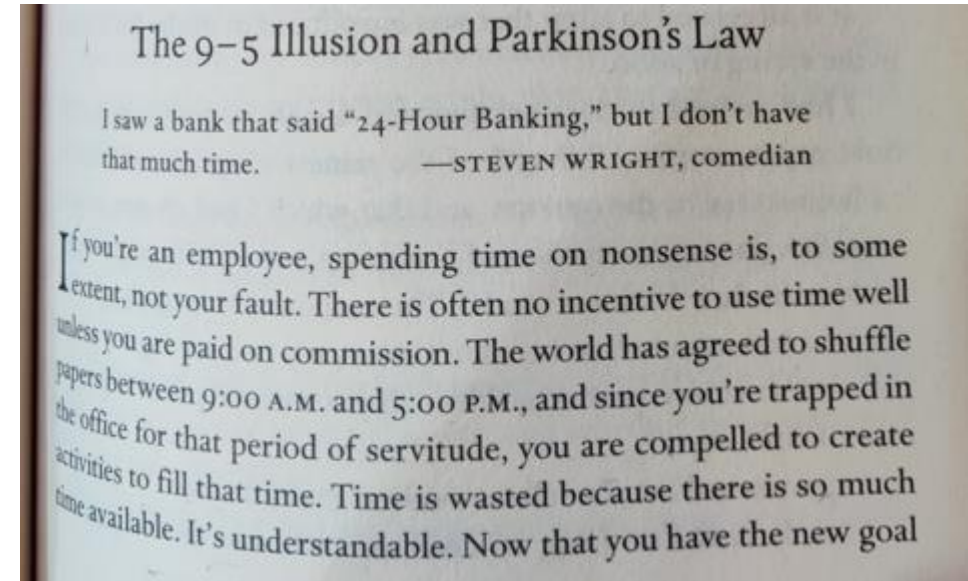 The 9–5 Illusion and Parkinson's Law
I saw a bank that said “24-Hour Banking,” but I don't have
that much time. —STEVEN WRIGHT, comedian
If you're an employee, spending time on nonsense is, to some
extent, not your fault. There is often no incentive to use time well
unless you are paid on commission. The world has agreed to shuffle
papers between 9:00 A.M. and 5:00 P.M., and since you're trapped in
the office for that period of servitude, you are compelled to create
activities to fill that time. Time is wasted because there is so much
time available. It's understandable. Now that you have the new goal